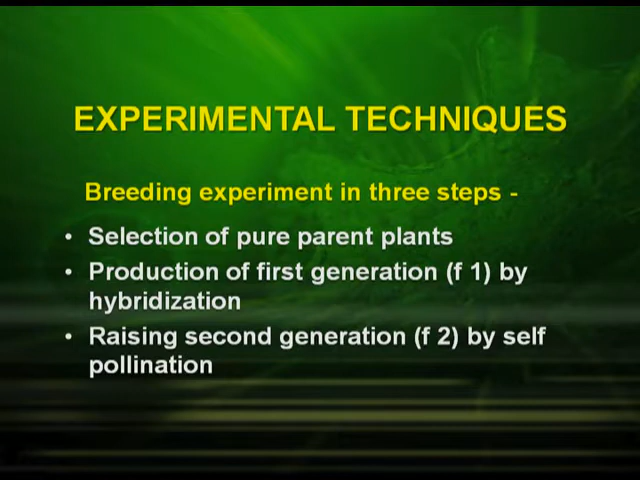 EXPERIMENTAL TECHNIQUES
Breeding experiment in three steps -
• Selection of pure parent plants
• Production of first generation (f 1) by
hybridization
• Raising second generation (f 2) by self
pollination